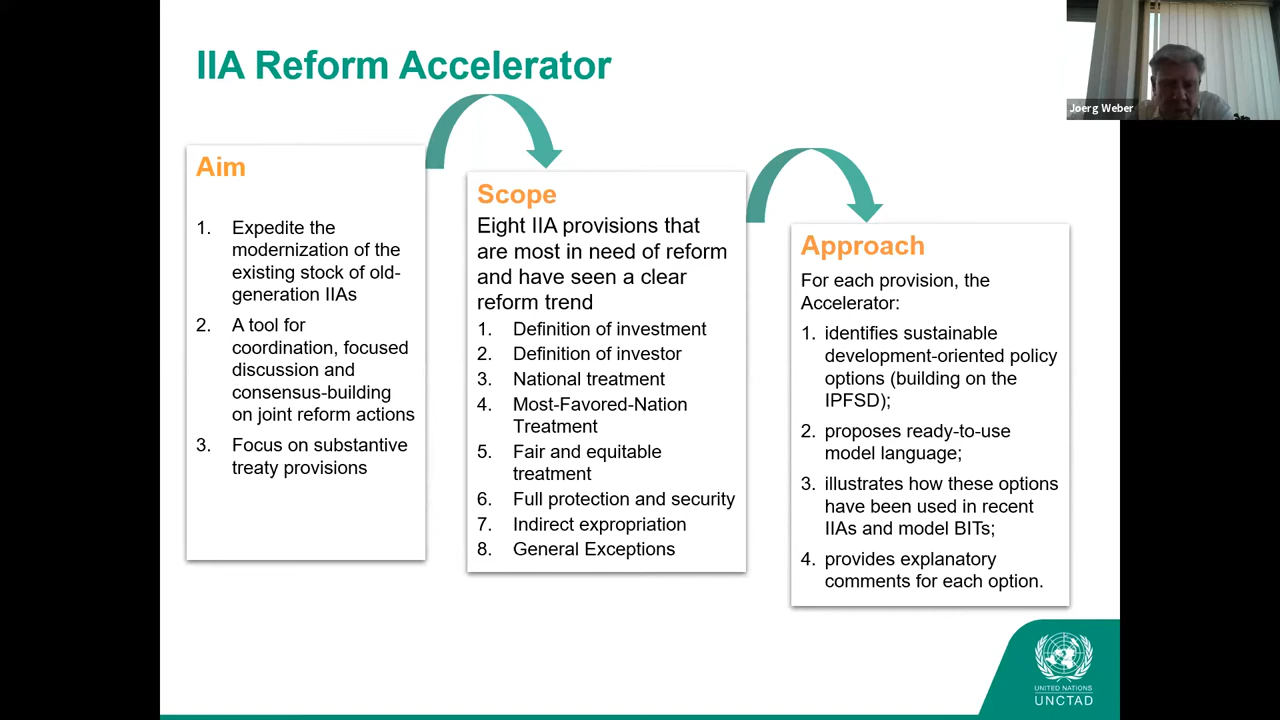 IIA Reform Accelerator
Joerg Weber
Aim
1. Expedite the
modernization of the
existing stock of old-
generation IIAs
2. A tool for
coordination, focused
discussion and
consensus-building
on joint reform actions
3. Focus on substantive
treaty provisions
Scope
Eight IIA provisions that
are most in need of reform
and have seen a clear
reform trend
1. Definition of investment
2. Definition of investor
3. National treatment
4. Most-Favored-Nation
Treatment
5. Fair and equitable
treatment
6. Full protection and security
7. Indirect expropriation
8. General Exceptions
Approach
For each provision, the
Accelerator:
1. identifies sustainable
development-oriented policy
options (building on the
IPFSD);
2. proposes ready-to-use
model language;
3. illustrates how these options
have been used in recent
IIAs and model BITs;
4. provides explanatory
comments for each option.
UNITED NATIONS
UNCTAD